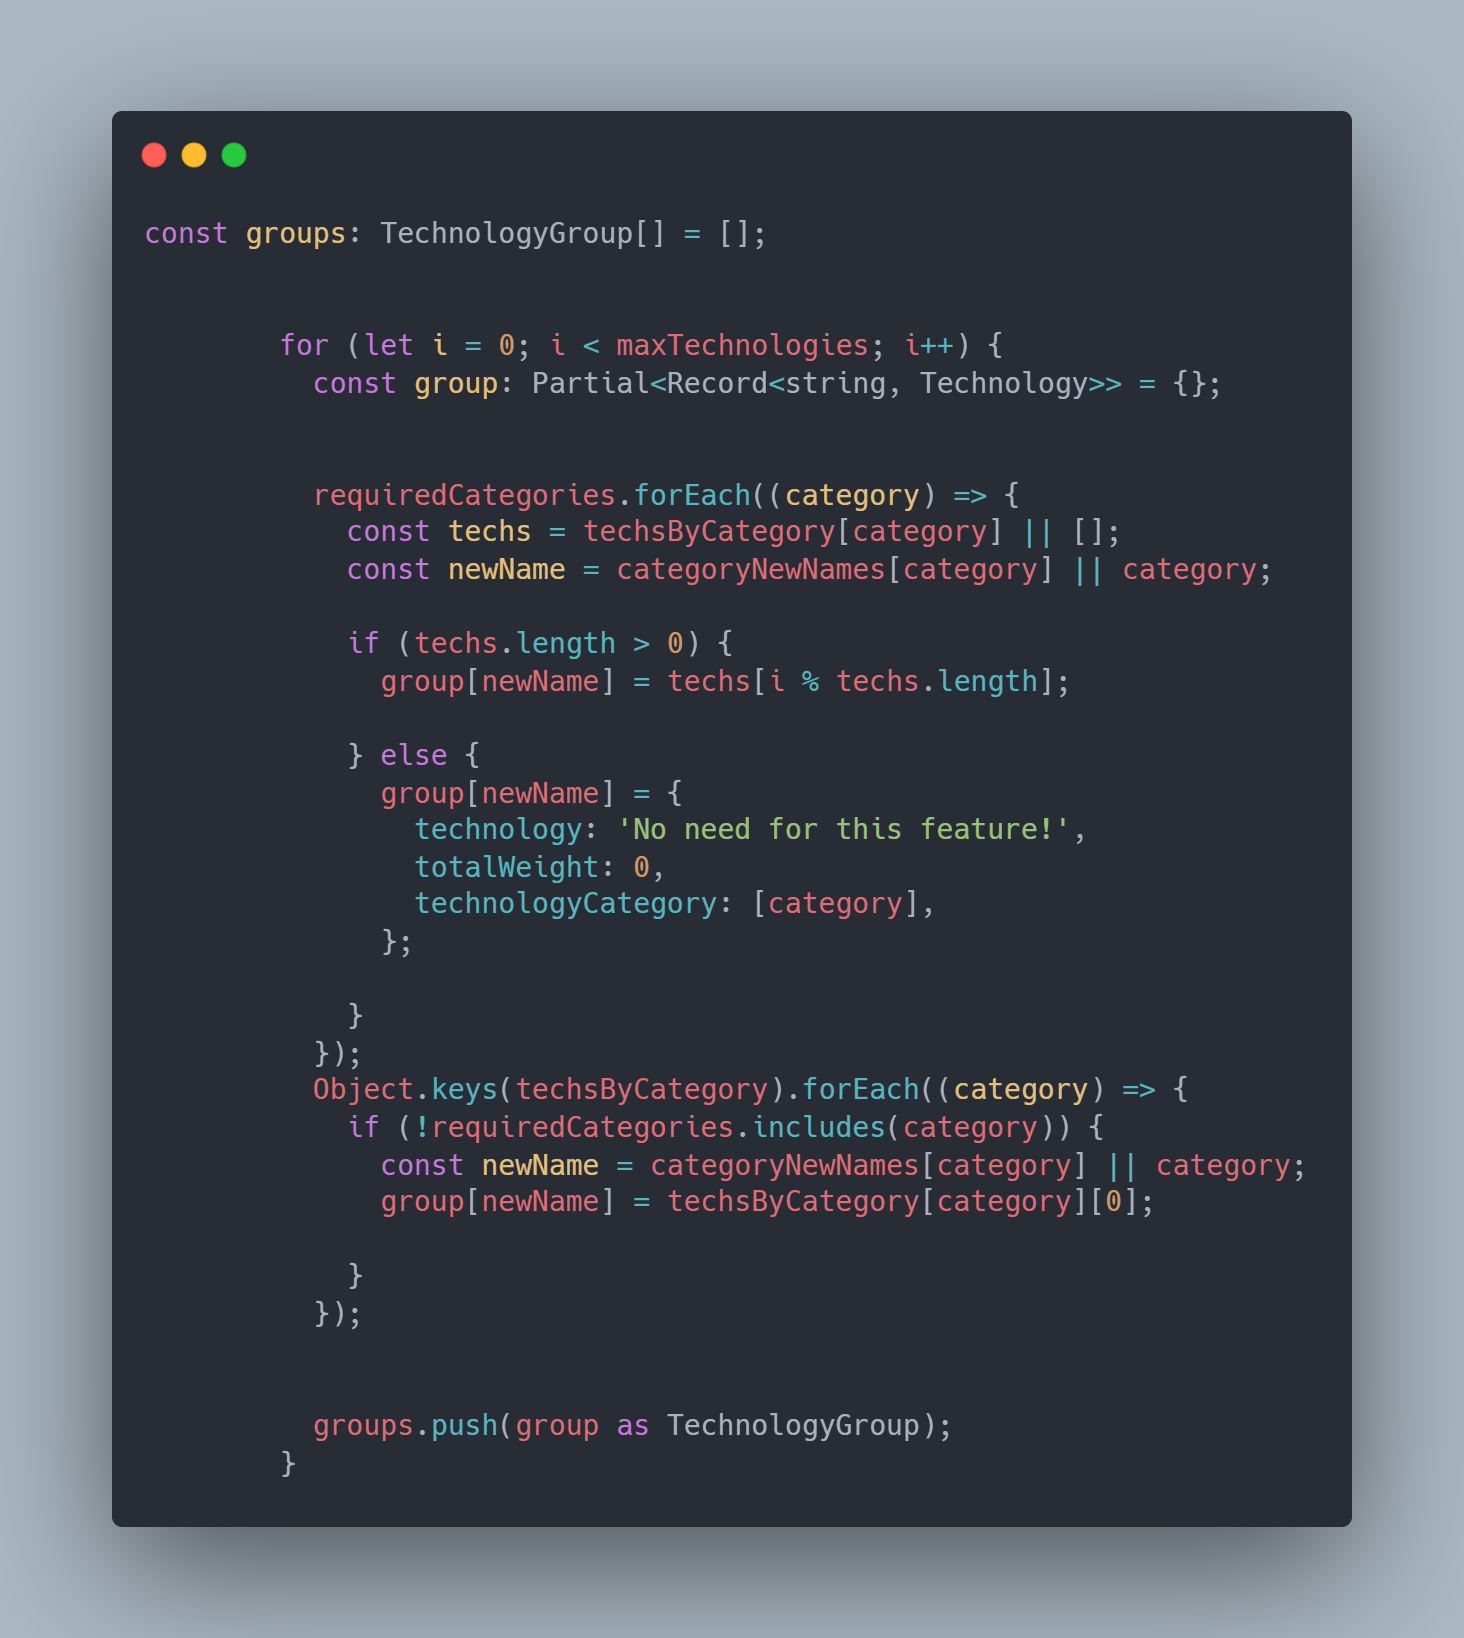 const groups: TechnologyGroup[] = [];
for (let i = 0; i < maxTechnologies; i++) {
const group: Partial<Record<string, Technology>> = {};
requiredCategories.forEach((category) => {
const techs = techsByCategory[category] || [];
const newName = categoryNewNames[category] || category;
if (techs.length > 0) {
group[newName] = techs[i % techs.length];
} else {
group[newName] = {
technology: 'No need for this feature!',
totalWeight: 0,
technologyCategory: [category],
};
}
});
Object.keys(techsByCategory).forEach((category) => {
if (!requiredCategories.includes(category)) {
const newName = categoryNewNames[category] || category;
group[newName] = techsByCategory[category][0];
}
});
groups.push(group as TechnologyGroup);
}